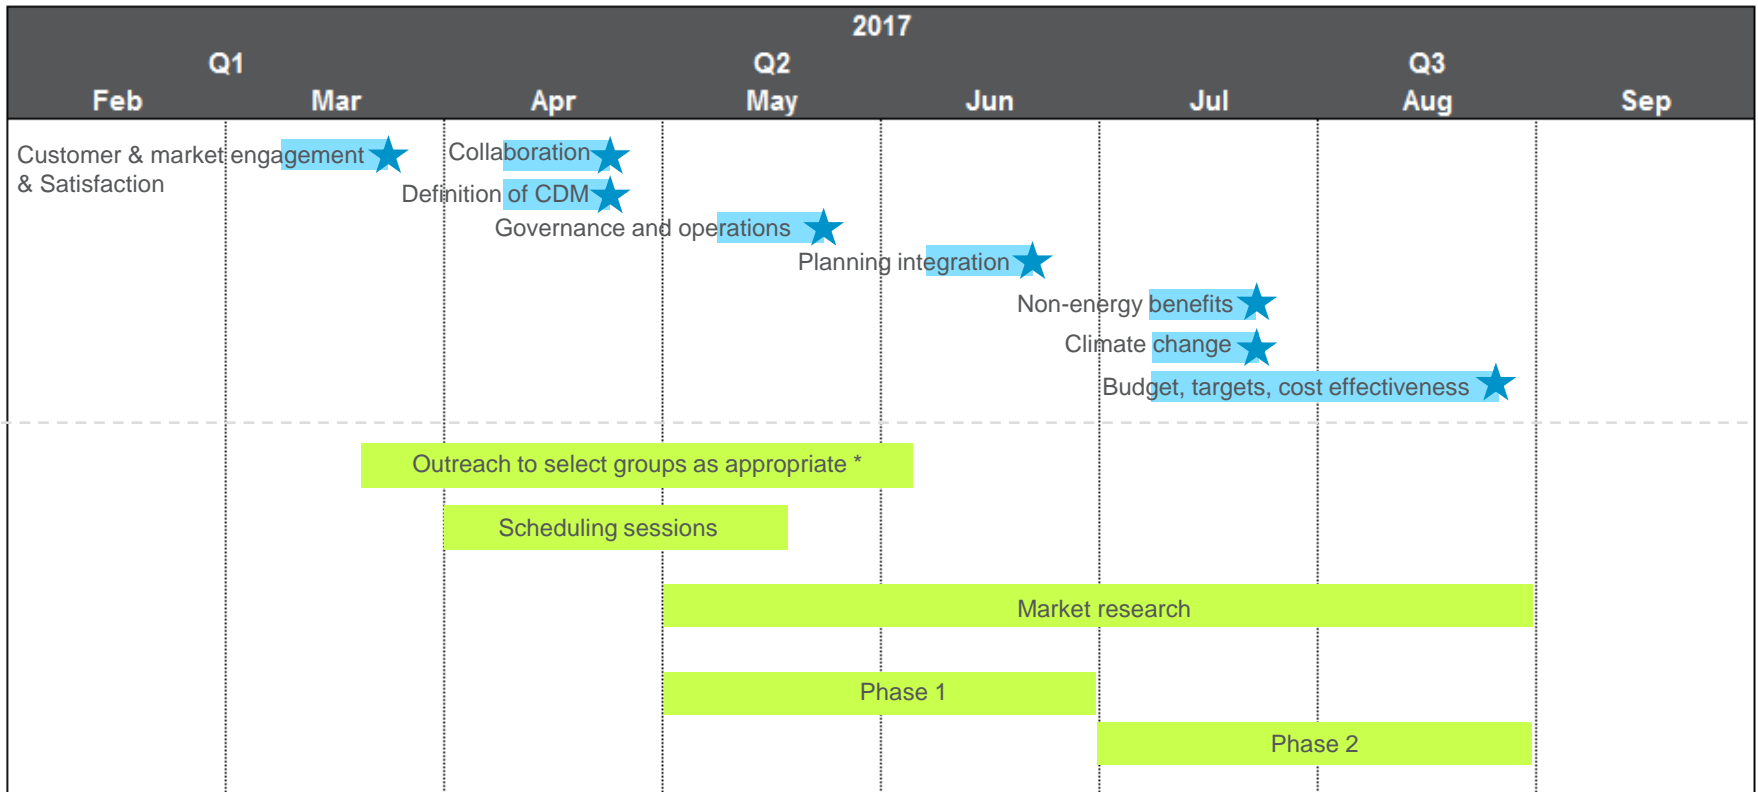 2017
Q1 Q2 Q3
Feb Mar Apr May Jun Jul Aug Sep
Customer & market engagement
& Satisfaction
Collaboration
Definition of CDM
Governance and operations
Planning integration
Non-energy benefits
Climate change
Budget, targets, cost effectiveness
Outreach to select groups as appropriate *
Scheduling sessions
Market research
Phase 1
Phase 2